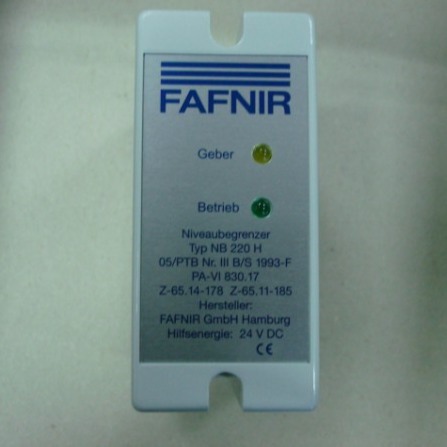 FAFNIR
Geber
Betrieb
Niveaubegrenzer
Typ NB 220 H
05/PTB Nr. III B/S 1993-F
PA-VI 830.17
Z-65.14-178 Z-65.11-185
Hersteller:
FAFNIR GmbH Hamburg
Hilfsenergie: 24 V DC
CE